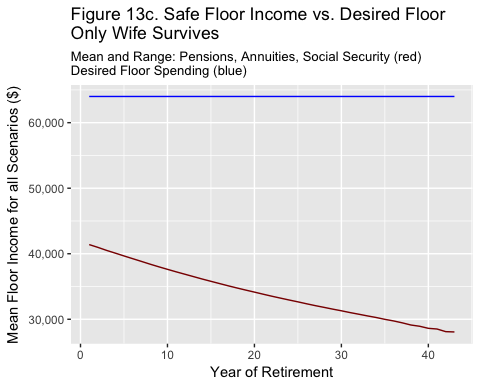 Figure 13c. Safe Floor Income vs. Desired Floor
Only Wife Survives
Mean and Range: Pensions, Annuities, Social Security (red)
Desired Floor Spending (blue)
Mean Floor Income for all Scenarios ($)
60,000
50,000
40,000
30,000
0
10
20
30
40
Year of Retirement